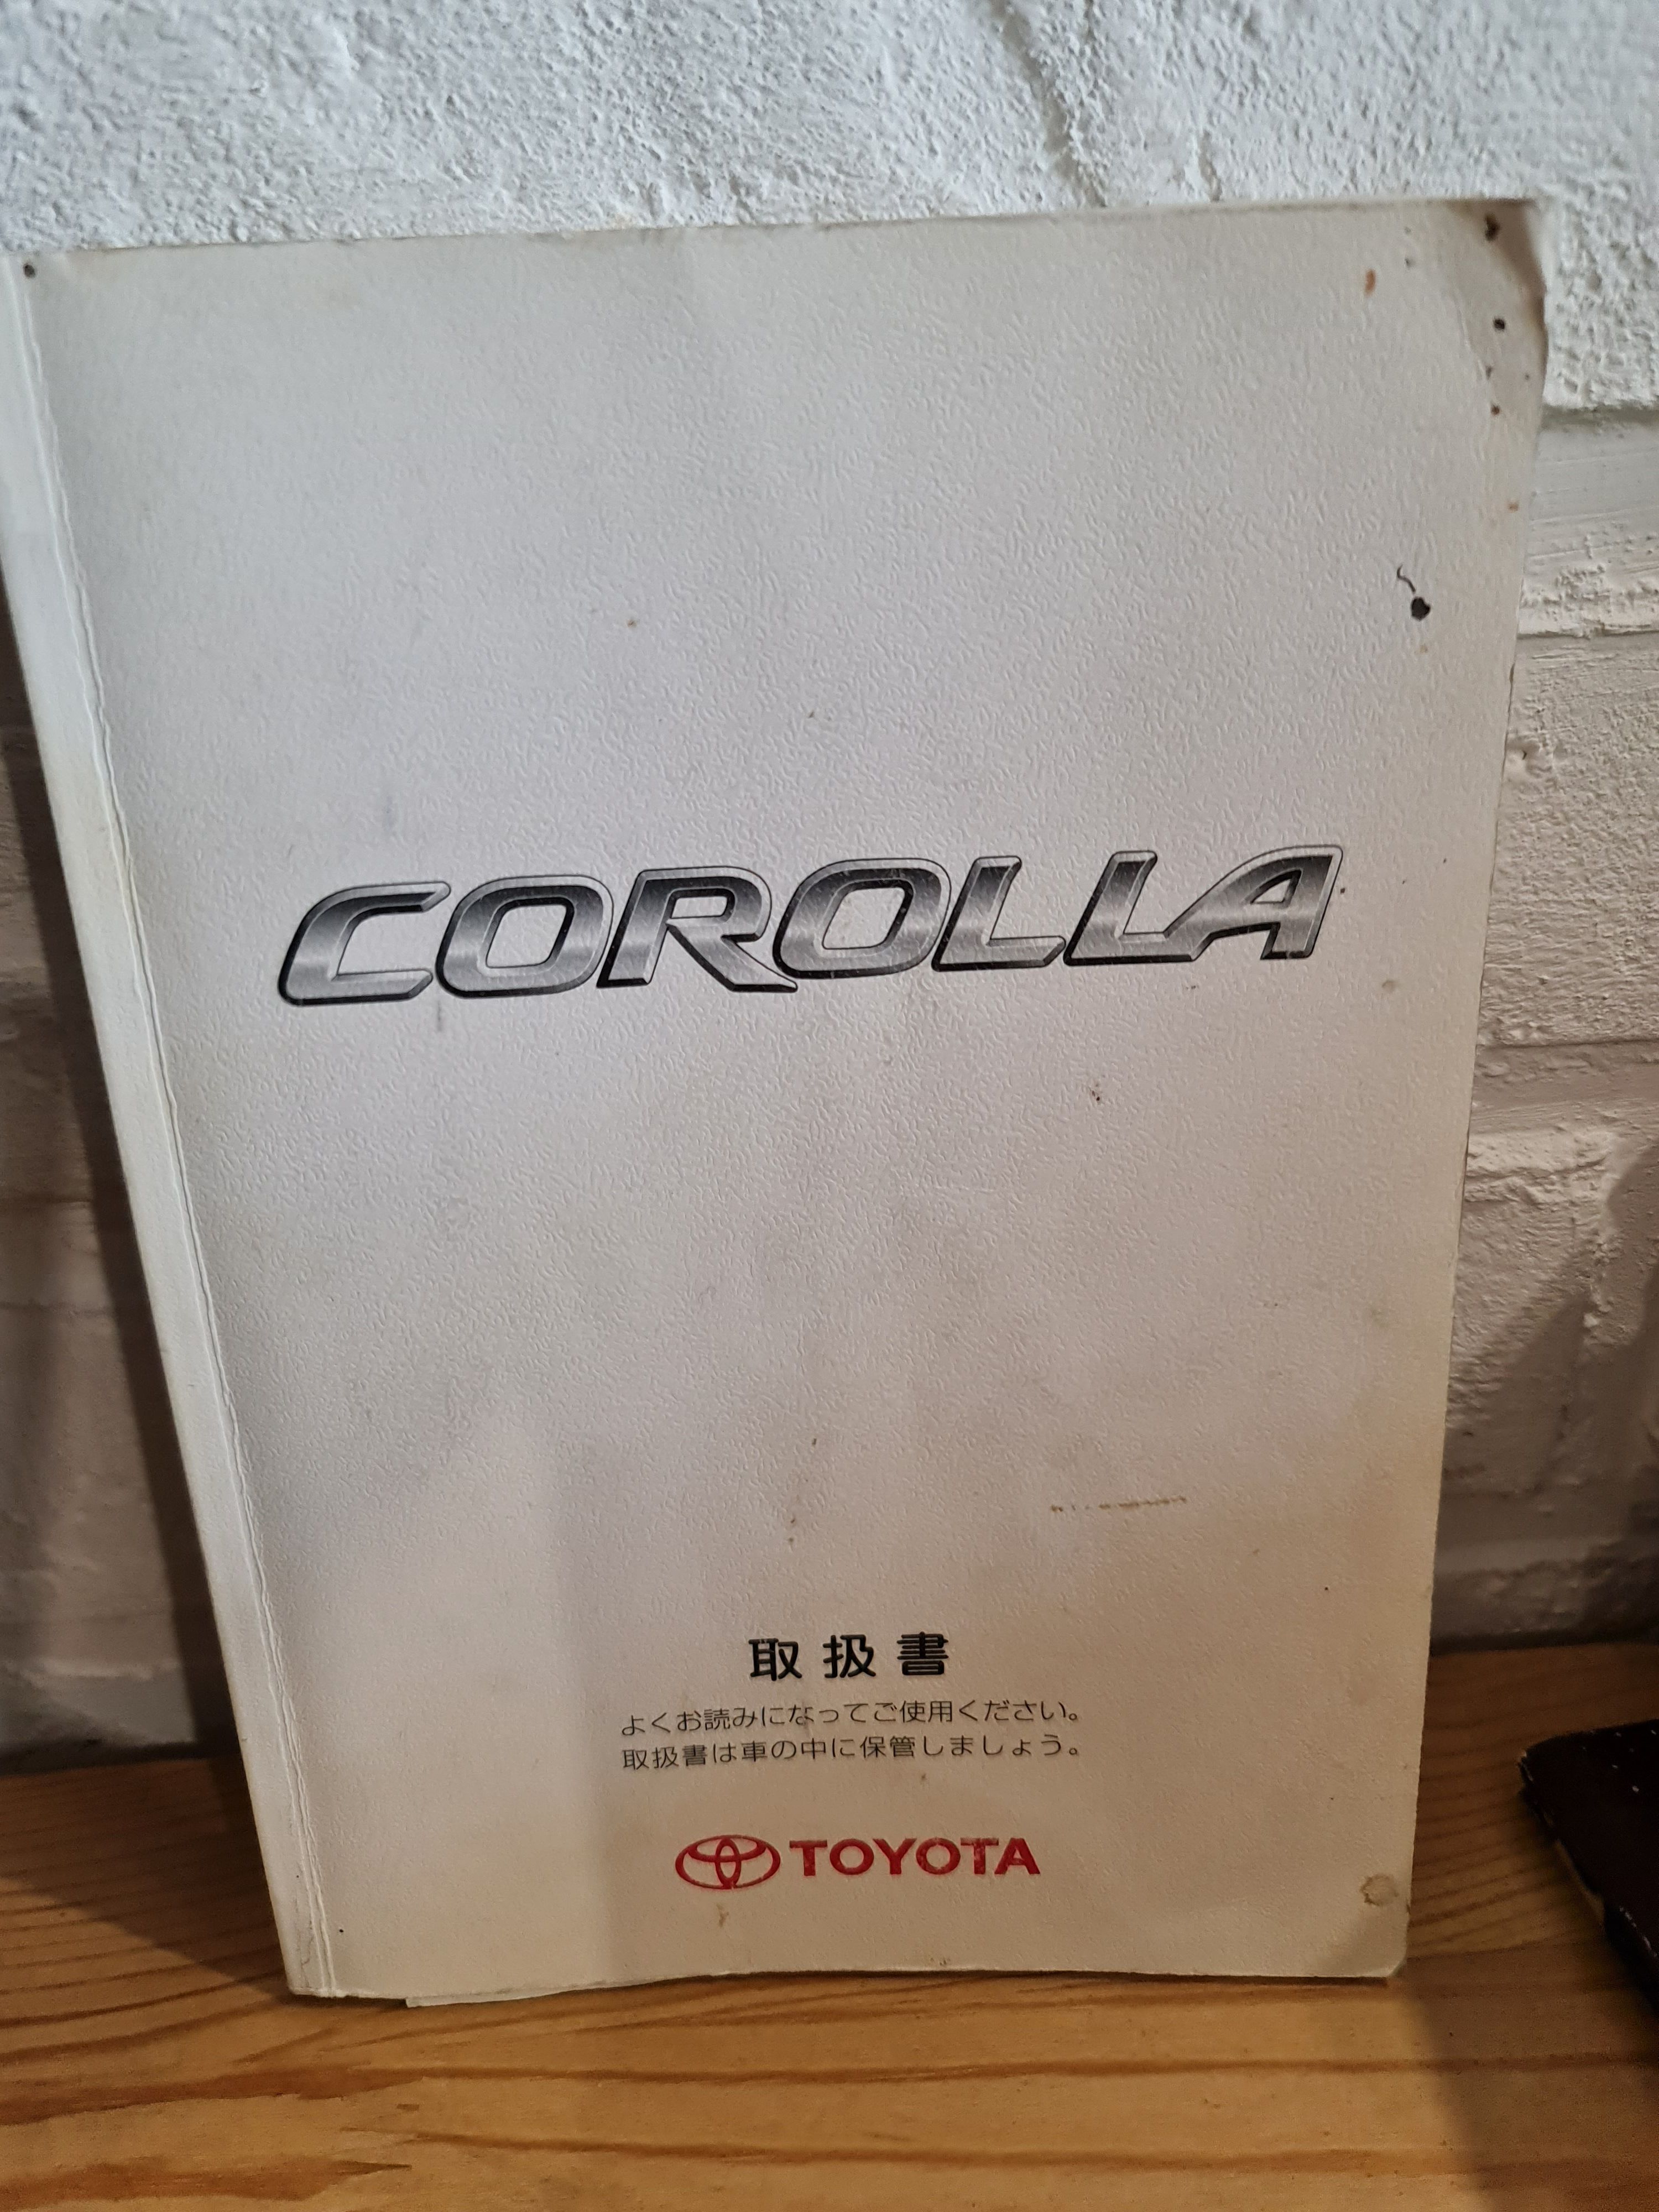 COROLLA
取扱書
よくお読みになってご使用ください。
取扱書は車の中に保管しましょう。
TOYOTA